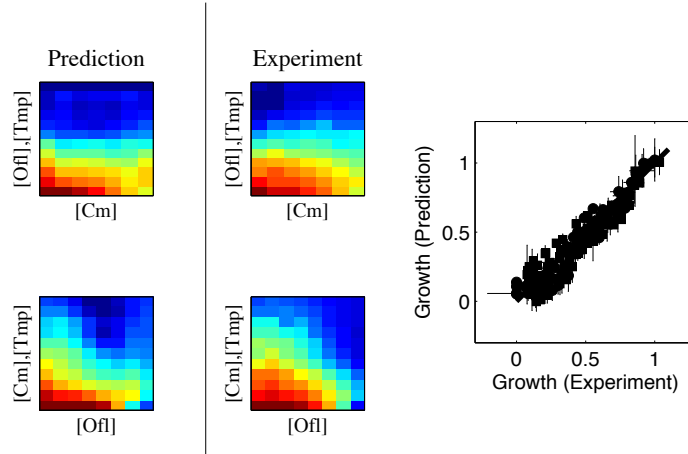 Prediction
Experiment
[Ofl],[Tmp]
[Cm]
[Ofl],[Tmp]
[Cm]
Growth (Prediction)
1
0.5
0
0
0.5
1
Growth (Experiment)
[Cm],[Tmp]
[Ofl]
[Cm],[Tmp]
[Ofl]